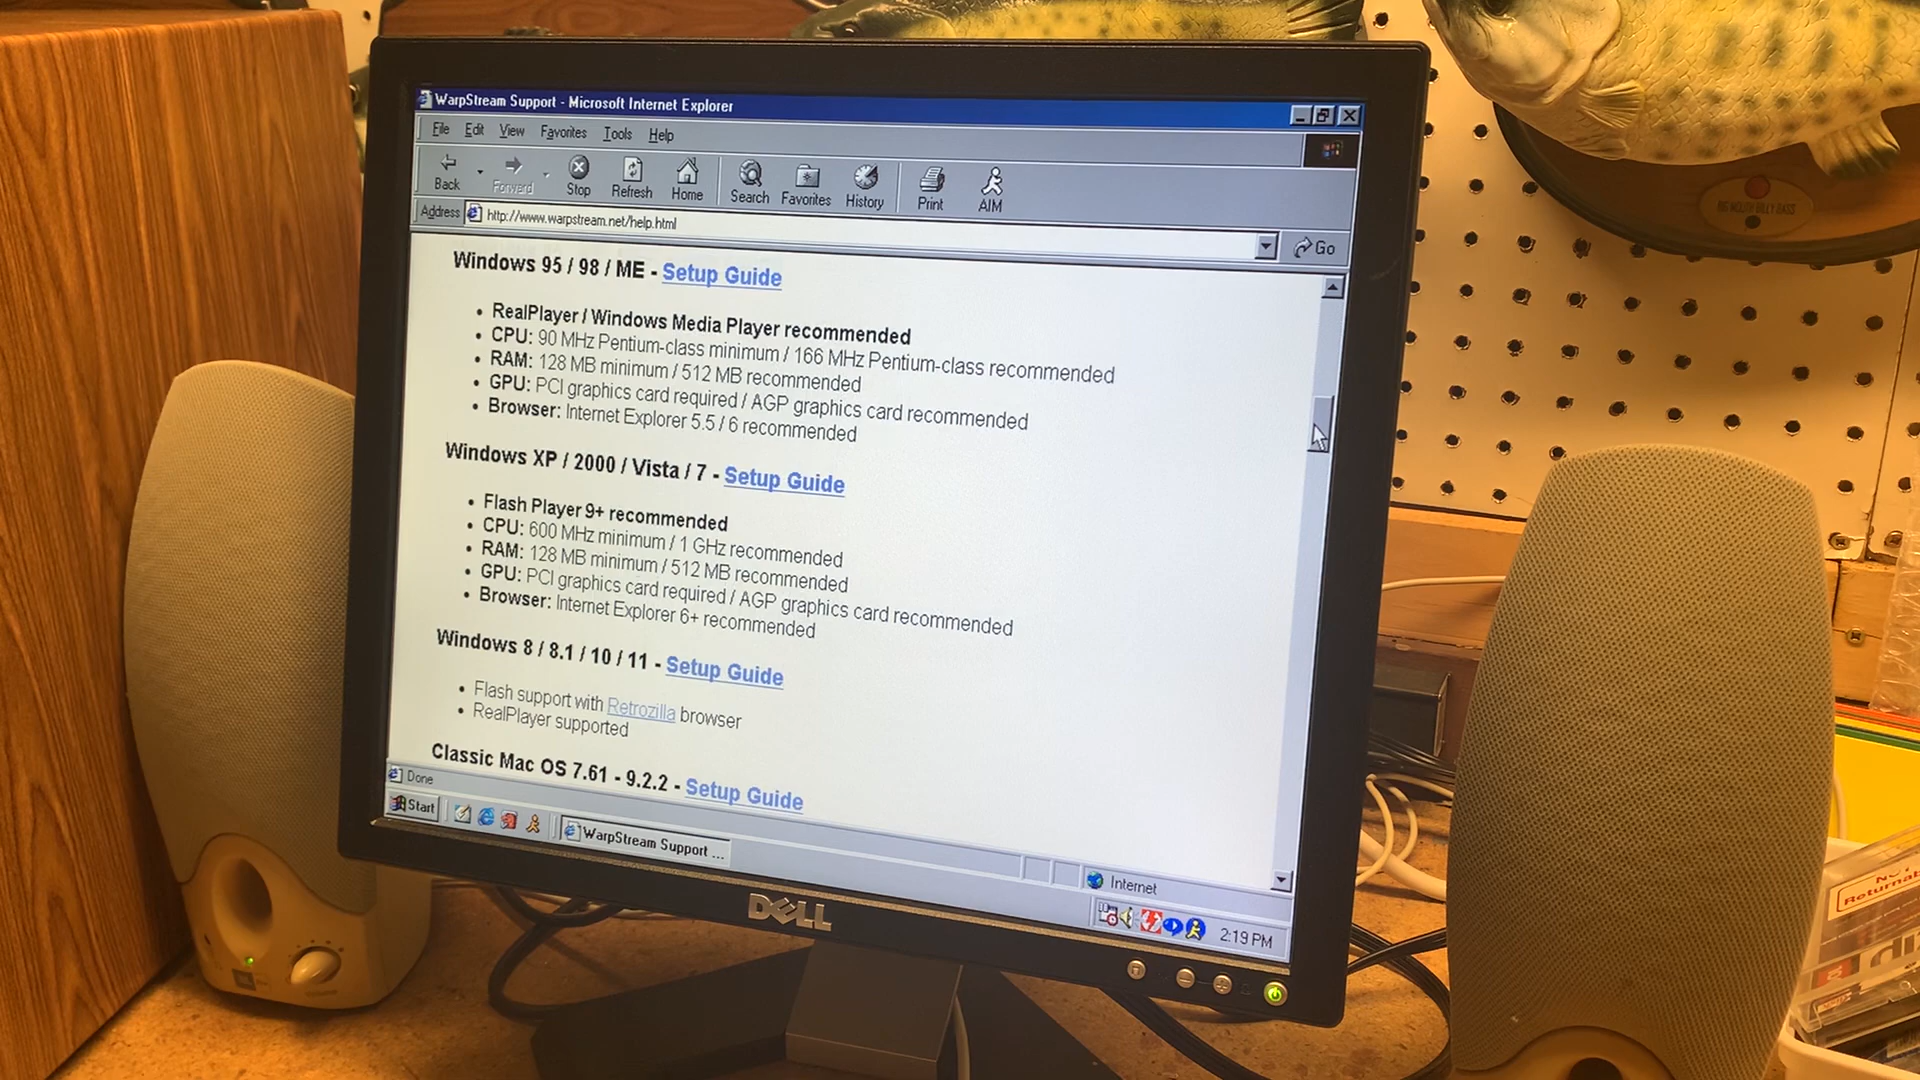 WarpStream Support - Microsoft Internet Explorer
File Edit View Favorites Tools Help
Back Forward Stop Refresh Home Search Favorites History Print AIM
Address http://www.warpstream.net/help.html Go
Windows 95 / 98 / ME - Setup Guide
• RealPlayer / Windows Media Player recommended
• CPU: 90 MHz Pentium-class minimum / 166 MHz Pentium-class recommended
• RAM: 128 MB minimum / 512 MB recommended
• GPU: PCI graphics card required / AGP graphics card recommended
• Browser: Internet Explorer 5.5 / 6 recommended
Windows XP / 2000 / Vista / 7 - Setup Guide
• Flash Player 9+ recommended
• CPU: 600 MHz minimum / 1 GHz recommended
• RAM: 128 MB minimum / 512 MB recommended
• GPU: PCI graphics card required / AGP graphics card recommended
• Browser: Internet Explorer 6+ recommended
Windows 8 / 8.1 / 10 / 11 - Setup Guide
• Flash support with Retrozilla browser
• RealPlayer supported
Classic Mac OS 7.61 - 9.2.2 - Setup Guide
Done
Internet
Start
WarpStream Support ...
2:19 PM
DELL
BIG MOUTH BILLY BASS